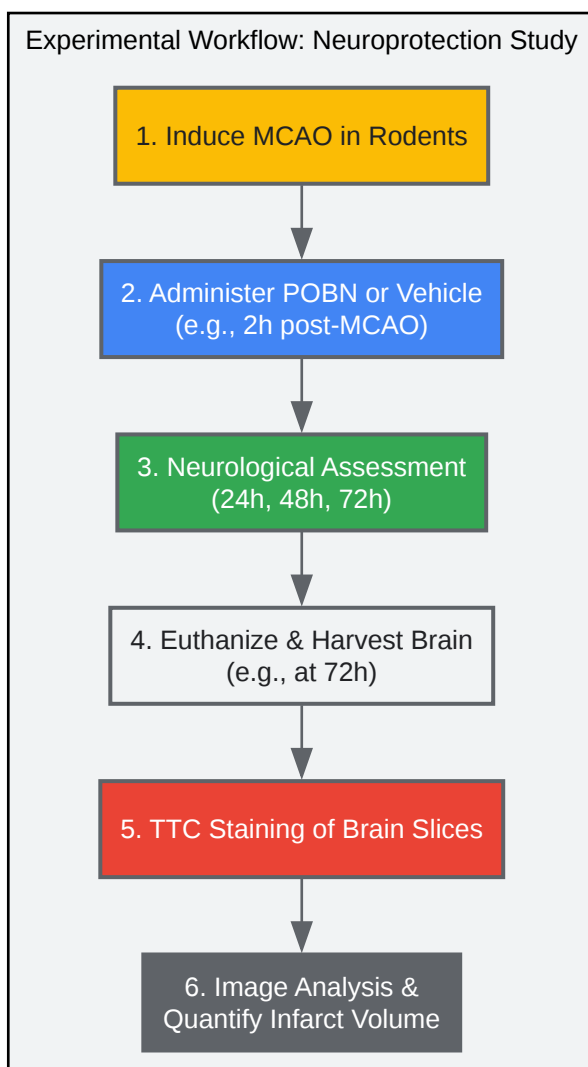 Experimental Workflow: Neuroprotection Study
1. Induce MCAO in Rodents
2. Administer POBN or Vehicle
(e.g., 2h post-MCAO)
3. Neurological Assessment
(24h, 48h, 72h)
4. Euthanize & Harvest Brain
(e.g., at 72h)
5. TTC Staining of Brain Slices
6. Image Analysis &
Quantify Infarct Volume